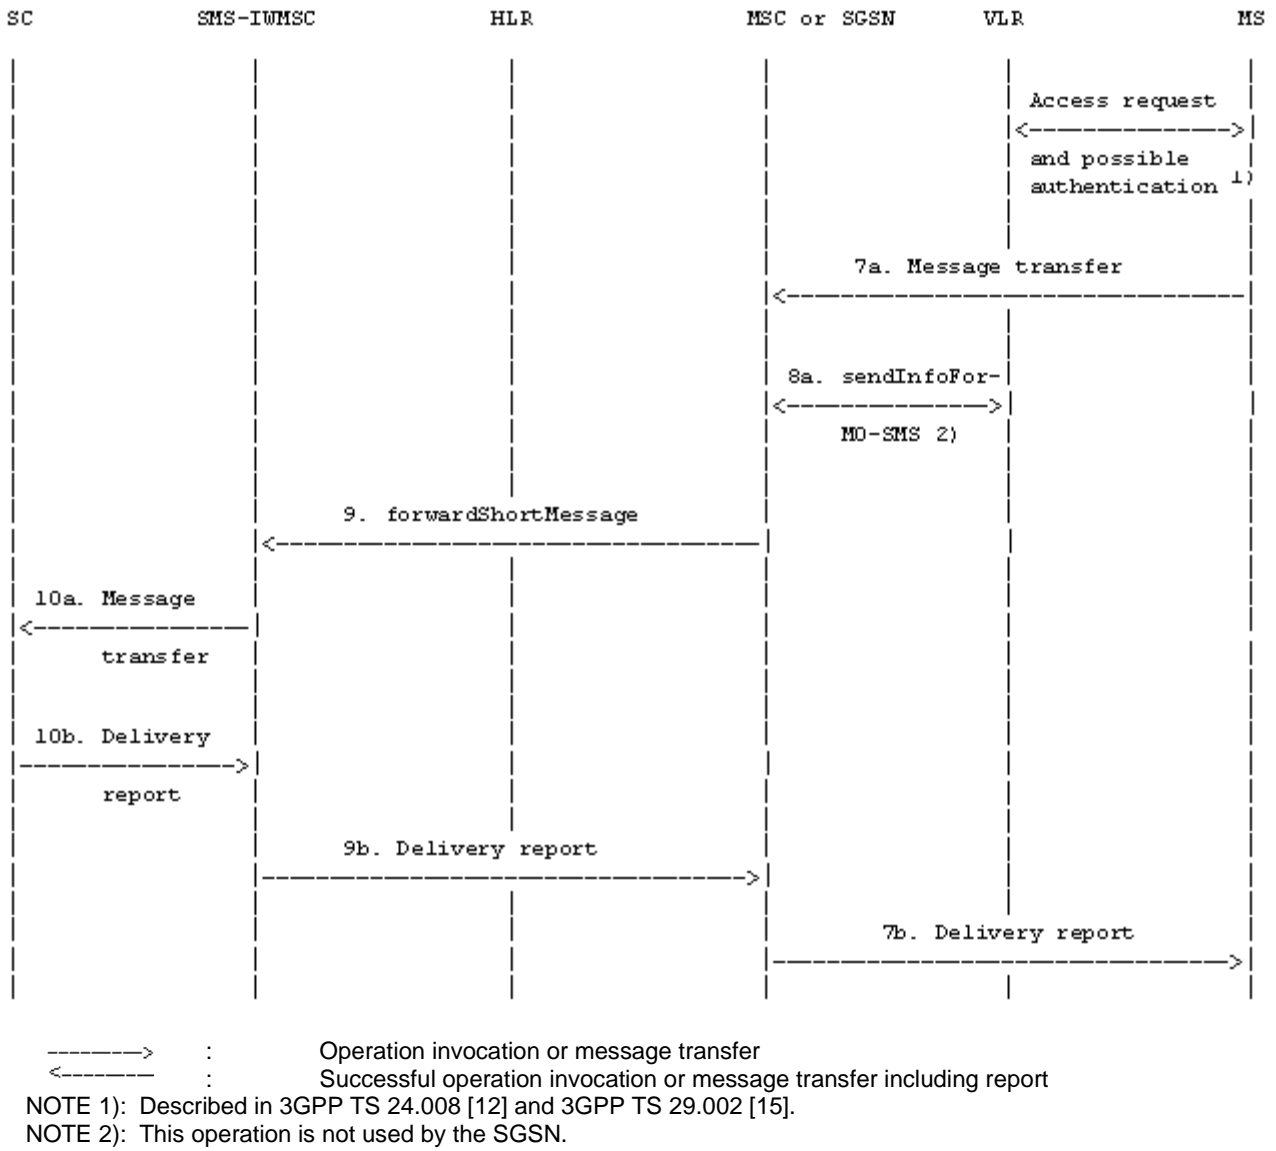 SC SMS-IWMSC HLR MSC or SGSN VLR MS
Access request
and possible
authentication 1)
7a. Message transfer
8a. sendInfoFor-
MO-SMS 2)
9. forwardShortMessage
10a. Message
transfer
10b. Delivery
report
9b. Delivery report
7b. Delivery report
: Operation invocation or message transfer
: Successful operation invocation or message transfer including report
NOTE 1): Described in 3GPP TS 24.008 [12] and 3GPP TS 29.002 [15].
NOTE 2): This operation is not used by the SGSN.